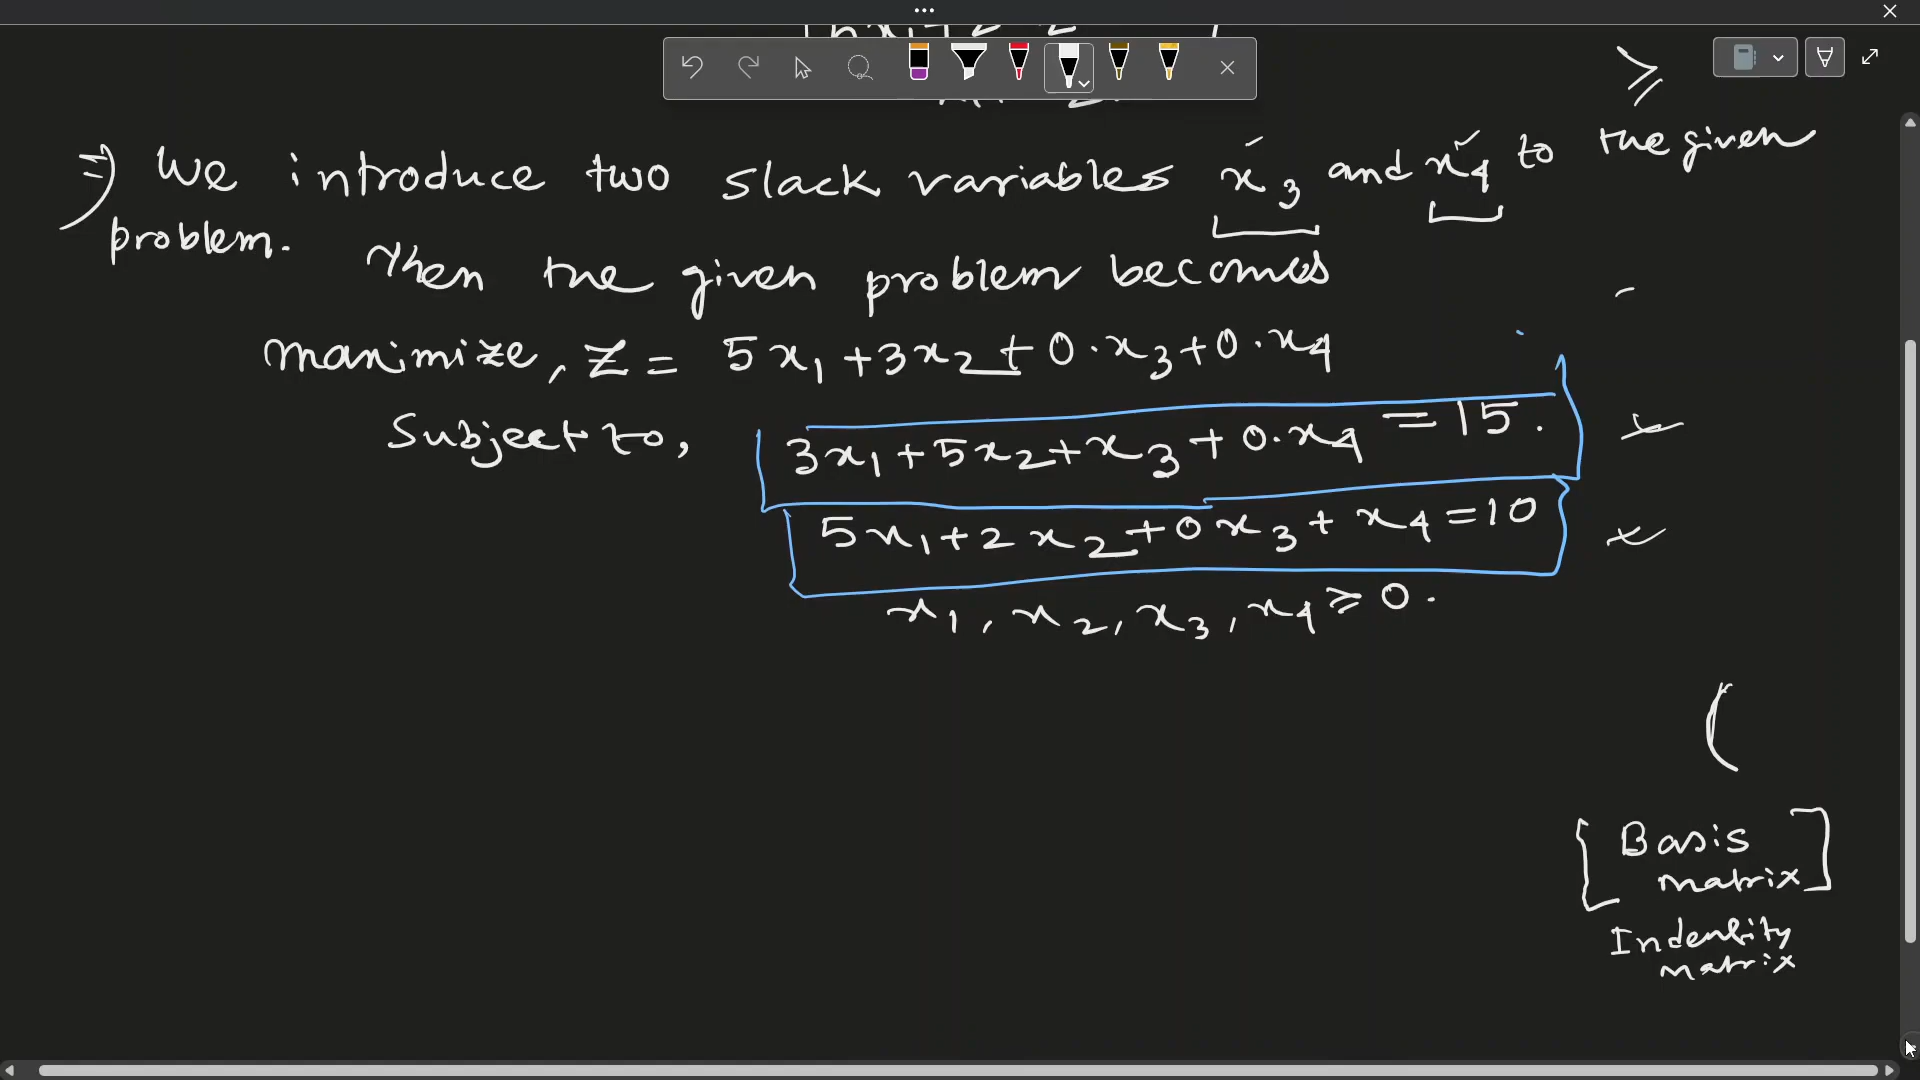 ≥
⇒) We introduce two slack variables x₃ and x₄ to the given
problem. Then the given problem becomes
maximize, Z = 5x₁+3x₂+0·x₃+0·x₄
Subject to,
3x₁+5x₂+x₃+0·x₄=15.
5x₁+2x₂+0x₃+x₄=10
x₁, x₂, x₃, x₄≥0.
(
[Basis
matrix]
Indentity
matrix